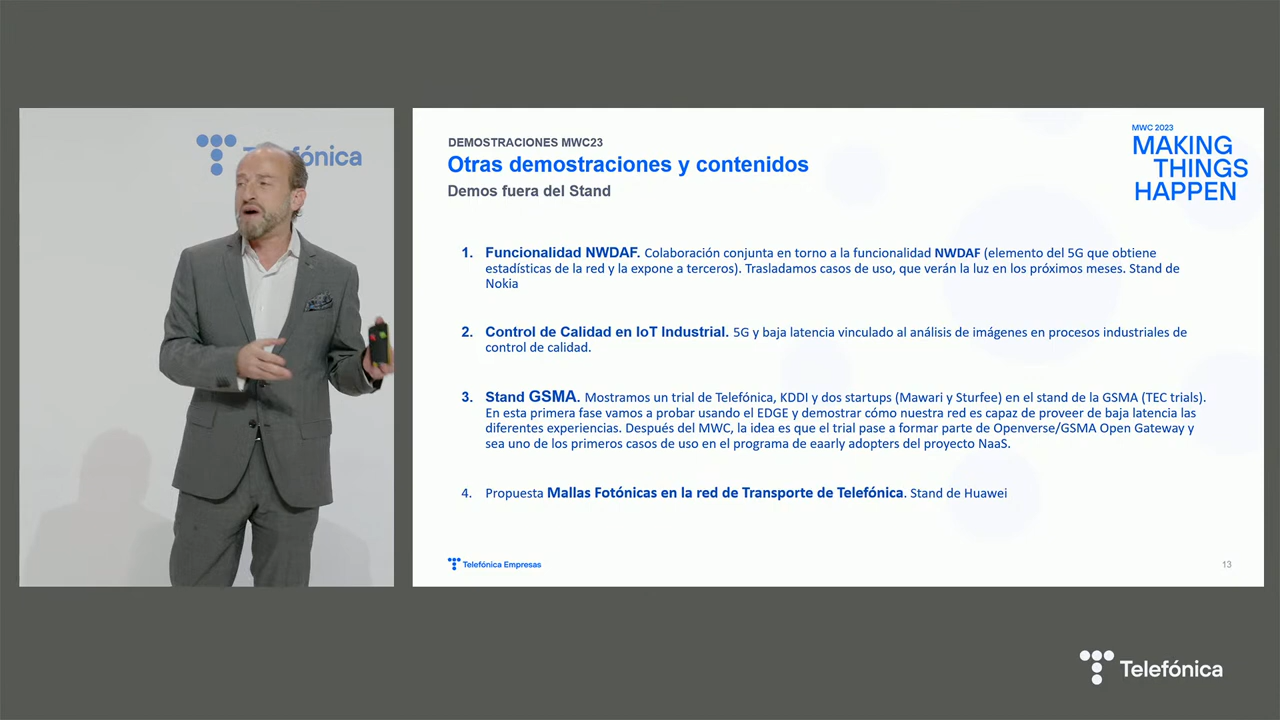 Telefónica
DEMOSTRACIONES MWC23
Otras demostraciones y contenidos
Demos fuera del Stand
MWC 2023
MAKING
THINGS
HAPPEN
1. Funcionalidad NWDAF. Colaboración conjunta en torno a la funcionalidad NWDAF (elemento del 5G que obtiene
estadísticas de la red y la expone a terceros). Trasladamos casos de uso, que verán la luz en los próximos meses. Stand de
Nokia
2. Control de Calidad en IoT Industrial. 5G y baja latencia vinculado al análisis de imágenes en procesos industriales de
control de calidad.
3. Stand GSMA. Mostramos un trial de Telefónica, KDDI y dos startups (Mawari y Sturfee) en el stand de la GSMA (TEC trials).
En esta primera fase vamos a probar usando el EDGE y demostrar cómo nuestra red es capaz de proveer de baja latencia las
diferentes experiencias. Después del MWC, la idea es que el trial pase a formar parte de Openverse/GSMA Open Gateway y
sea uno de los primeros casos de uso en el programa de eaarly adopters del proyecto NaaS.
4. Propuesta Mallas Fotónicas en la red de Transporte de Telefónica. Stand de Huawei
Telefónica Empresas
13
Telefónica